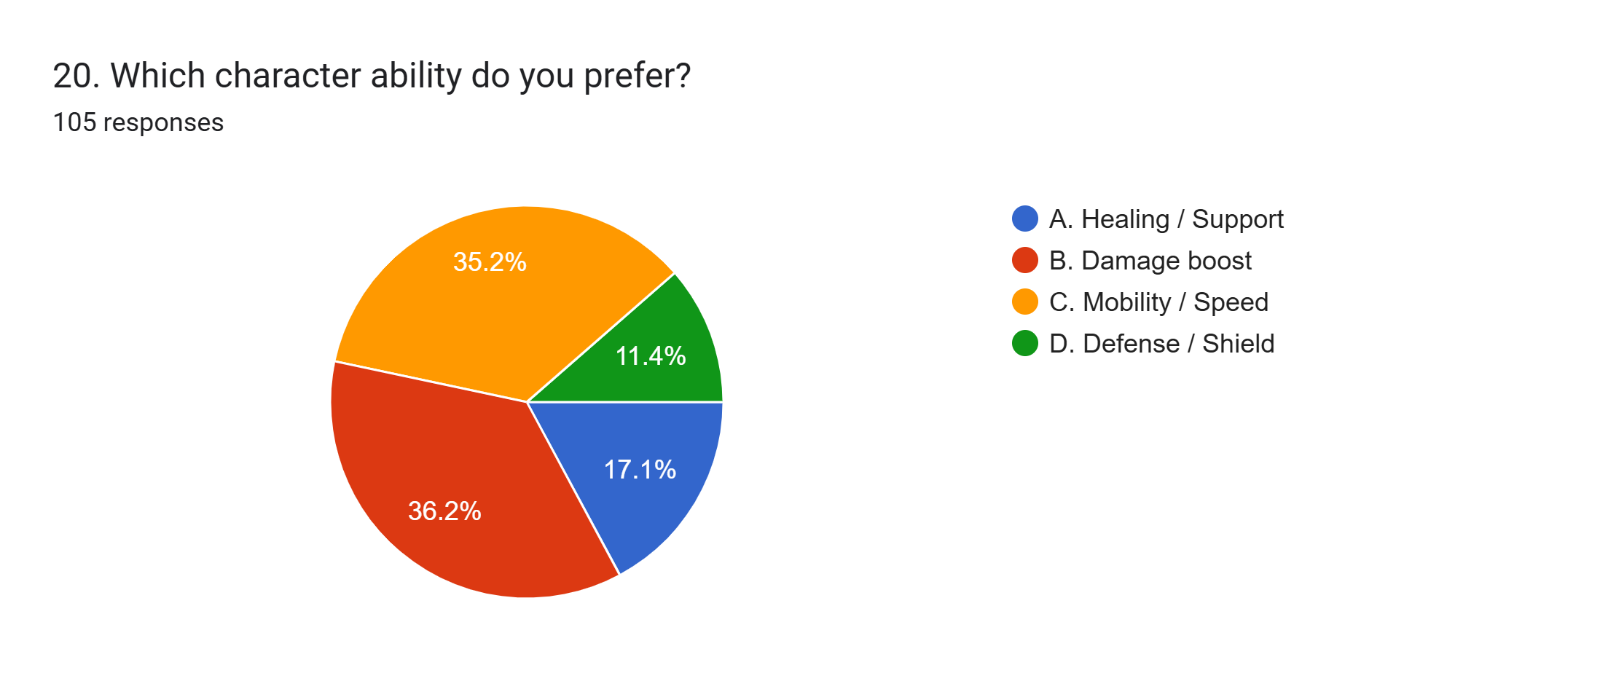 20. Which character ability do you prefer?
105 responses
35.2%
11.4%
17.1%
36.2%
A. Healing / Support
B. Damage boost
C. Mobility / Speed
D. Defense / Shield